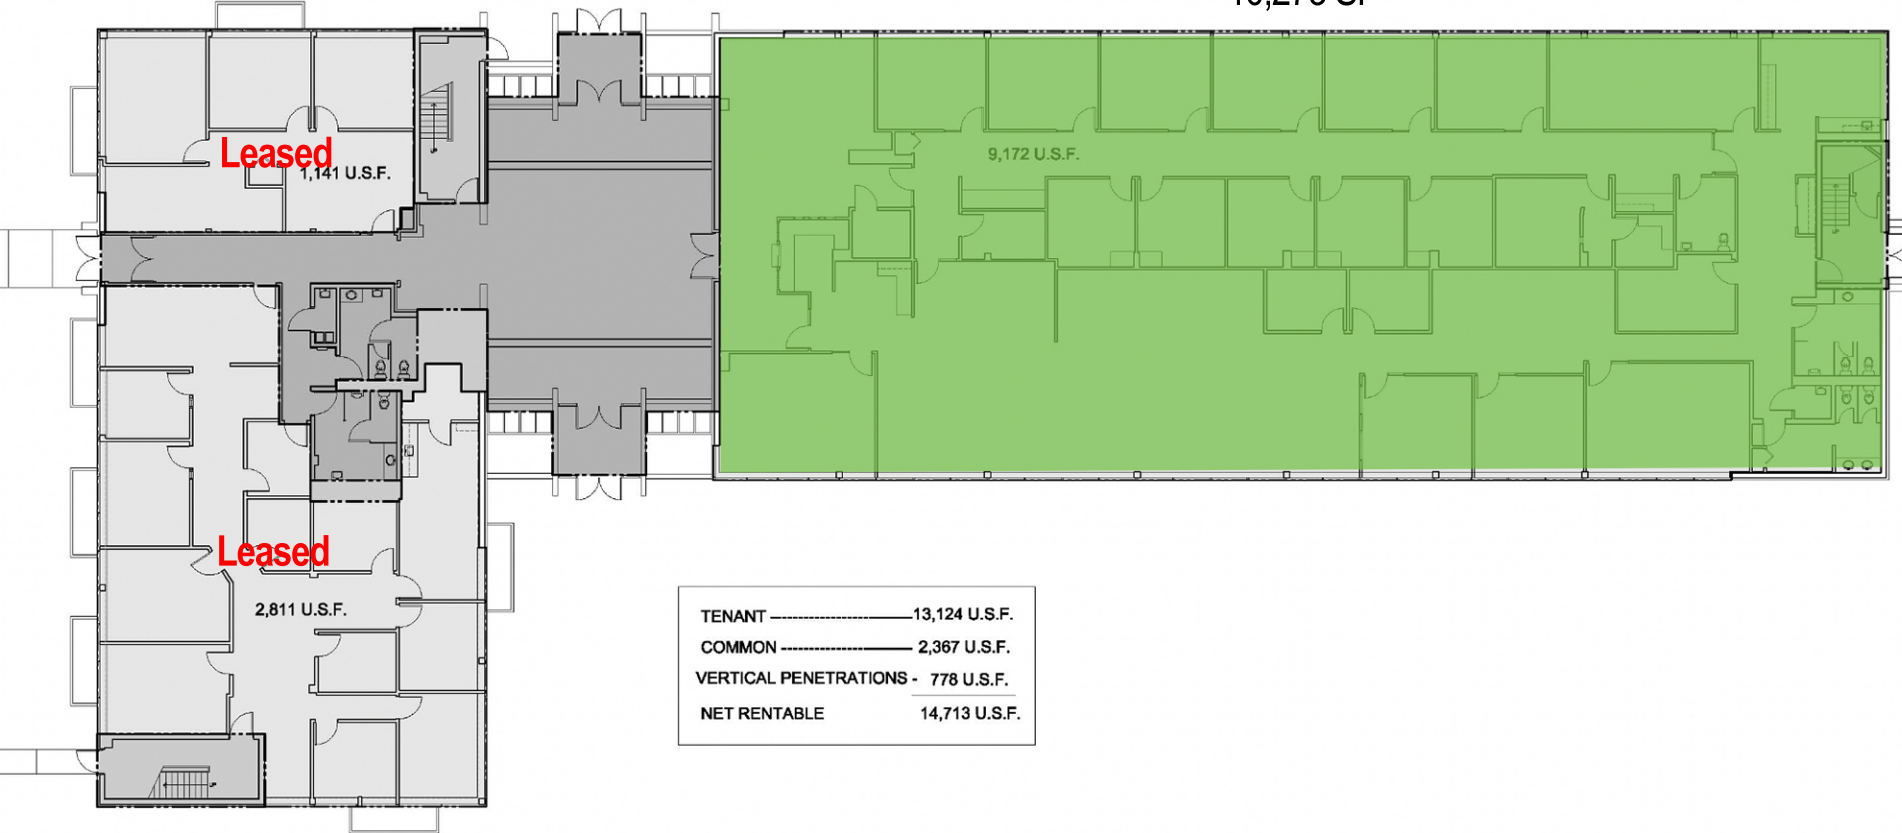 Leased
1,141 U.S.F.
9,172 U.S.F.
Leased
2,811 U.S.F.
TENANT ------------------------ 13,124 U.S.F.
COMMON ---------------------- 2,367 U.S.F.
VERTICAL PENETRATIONS - 778 U.S.F.
NET RENTABLE 14,713 U.S.F.